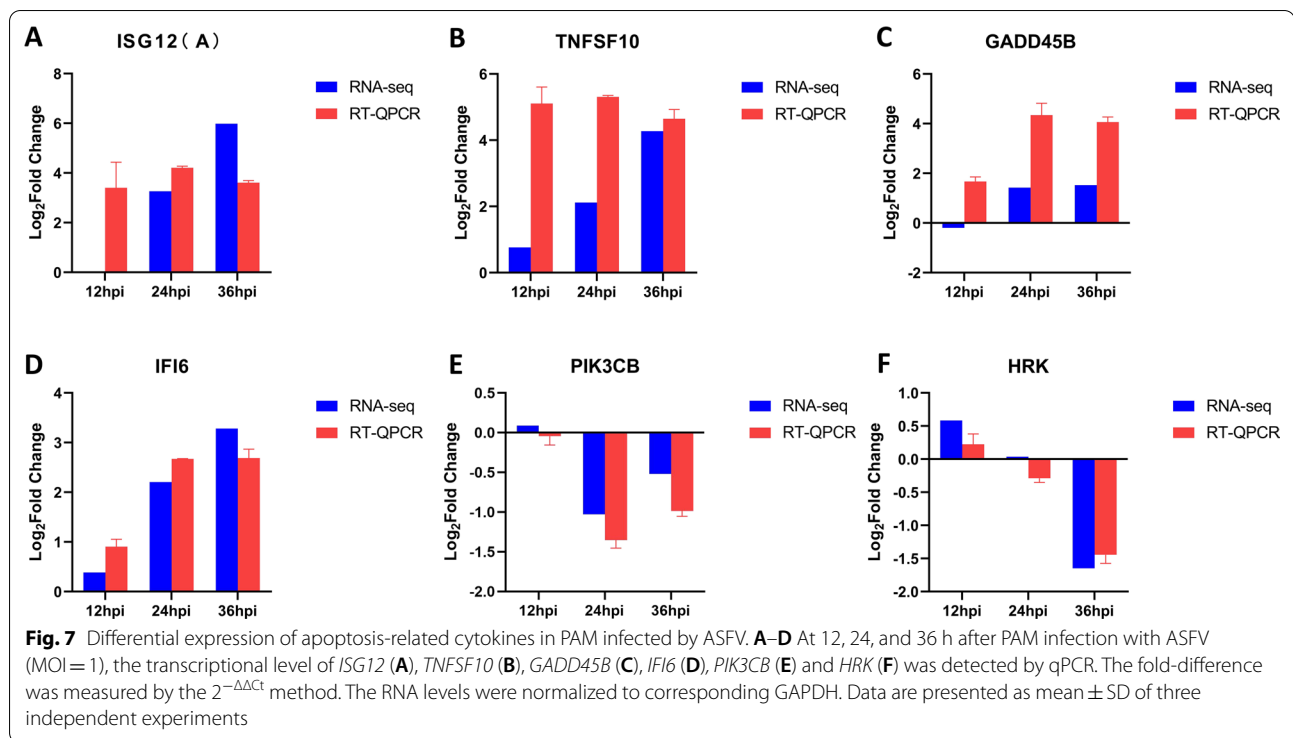 A
ISG12 ( A )
Log2Fold Change
8
6
4
2
0
12hpi 24hpi 36hpi
RNA-seq
RT-QPCR
B
TNFSF10
Log2Fold Change
6
4
2
0
12hpi 24hpi 36hpi
RNA-seq
RT-QPCR
C
GADD45B
Log2Fold Change
6
4
2
0
-2
12hpi 24hpi 36hpi
RNA-seq
RT-QPCR
D
IFI6
Log2Fold Change
4
3
2
1
0
12hpi 24hpi 36hpi
RNA-seq
RT-QPCR
E
PIK3CB
Log2Fold Change
0.5
0.0
-0.5
-1.0
-1.5
-2.0
12hpi 24hpi 36hpi
RNA-seq
RT-QPCR
F
HRK
Log2Fold Change
1.0
0.5
0.0
-0.5
-1.0
-1.5
-2.0
12hpi 24hpi 36hpi
RNA-seq
RT-QPCR
Fig. 7 Differential expression of apoptosis-related cytokines in PAM infected by ASFV. A–D At 12, 24, and 36 h after PAM infection with ASFV
(MOI = 1), the transcriptional level of ISG12 (A), TNFSF10 (B), GADD45B (C), IFI6 (D), PIK3CB (E) and HRK (F) was detected by qPCR. The fold-difference
was measured by the 2−ΔΔCt method. The RNA levels were normalized to corresponding GAPDH. Data are presented as mean ± SD of three
independent experiments